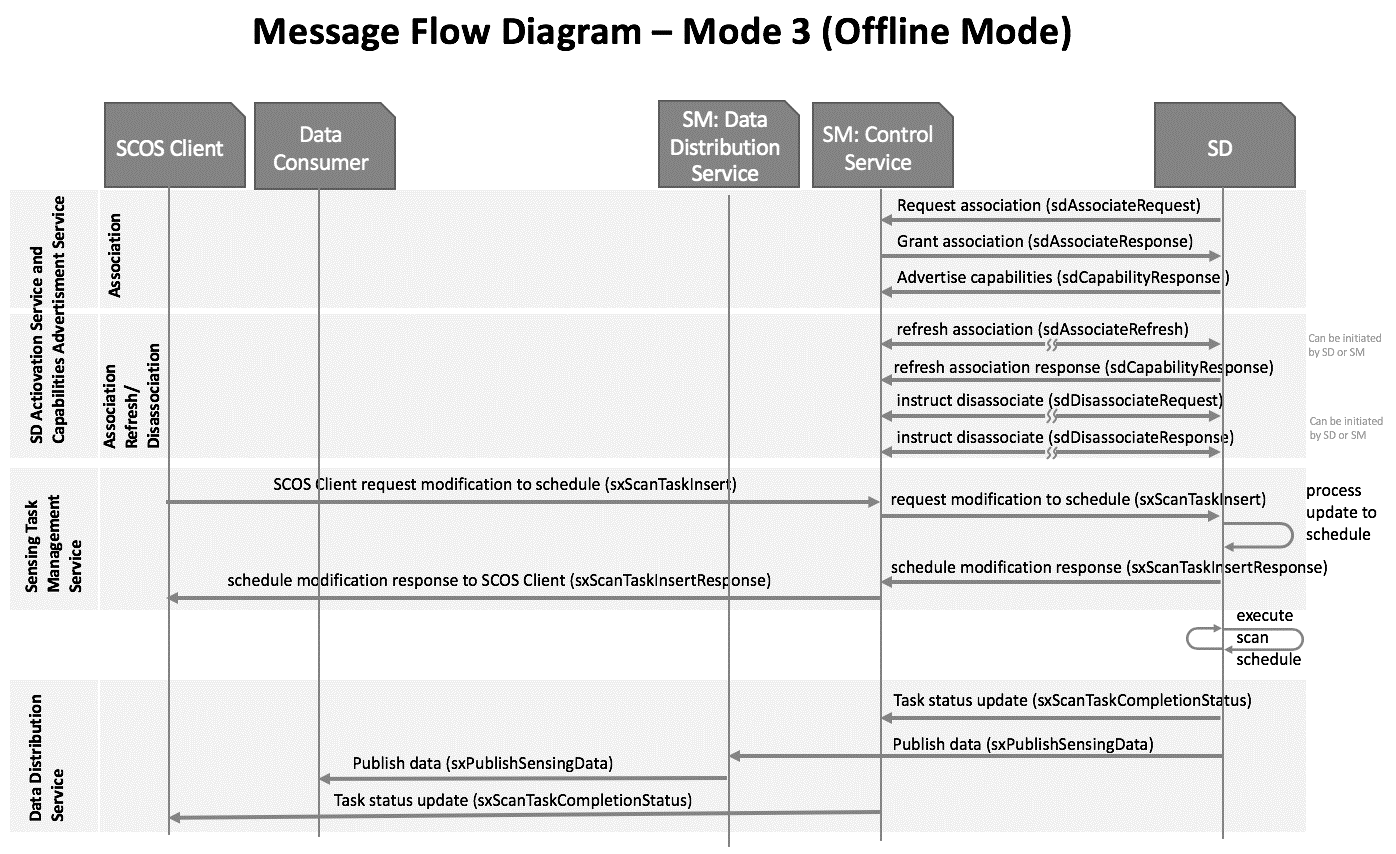 Message Flow Diagram – Mode 3 (Offline Mode)
SCOS Client
Data
Consumer
SM: Data
Distribution
Service
SM: Control
Service
SD
SD Actiovation Service and
Capabilities Advertisment Service
Association
Request association (sdAssociateRequest)
Grant association (sdAssociateResponse)
Advertise capabilities (sdCapabilityResponse )
Association
Refresh/
Disassociation
refresh association (sdAssociateRefresh)
Can be initiated
by SD or SM
refresh association response (sdCapabilityResponse)
instruct disassociate (sdDisassociateRequest)
Can be initiated
by SD or SM
instruct disassociate (sdDisassociateResponse)
Sensing Task
Management
Service
SCOS Client request modification to schedule (sxScanTaskInsert)
request modification to schedule (sxScanTaskInsert)
process
update to
schedule
schedule modification response (sxScanTaskInsertResponse)
schedule modification response to SCOS Client (sxScanTaskInsertResponse)
execute
scan
schedule
Data Distribution
Service
Task status update (sxScanTaskCompletionStatus)
Publish data (sxPublishSensingData)
Publish data (sxPublishSensingData)
Task status update (sxScanTaskCompletionStatus)